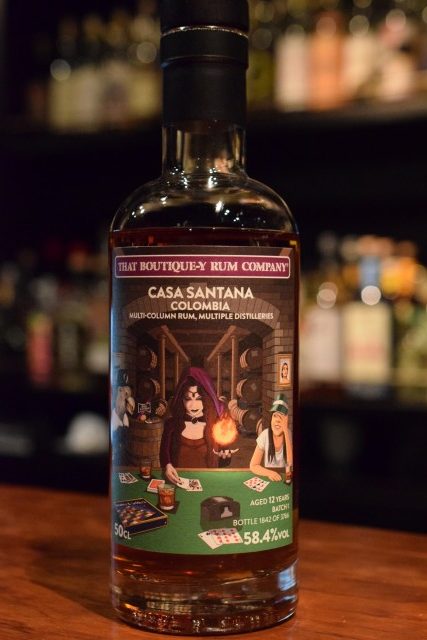 THAT BOUTIQUE-Y RUM COMPANY
CASA SANTANA
COLOMBIA
MULTI-COLUMN RUM, MULTIPLE DISTILLERIES
AGED 12 YEARS
BATCH 1
BOTTLE 1842 OF 3766
50CL
58.4%VOL